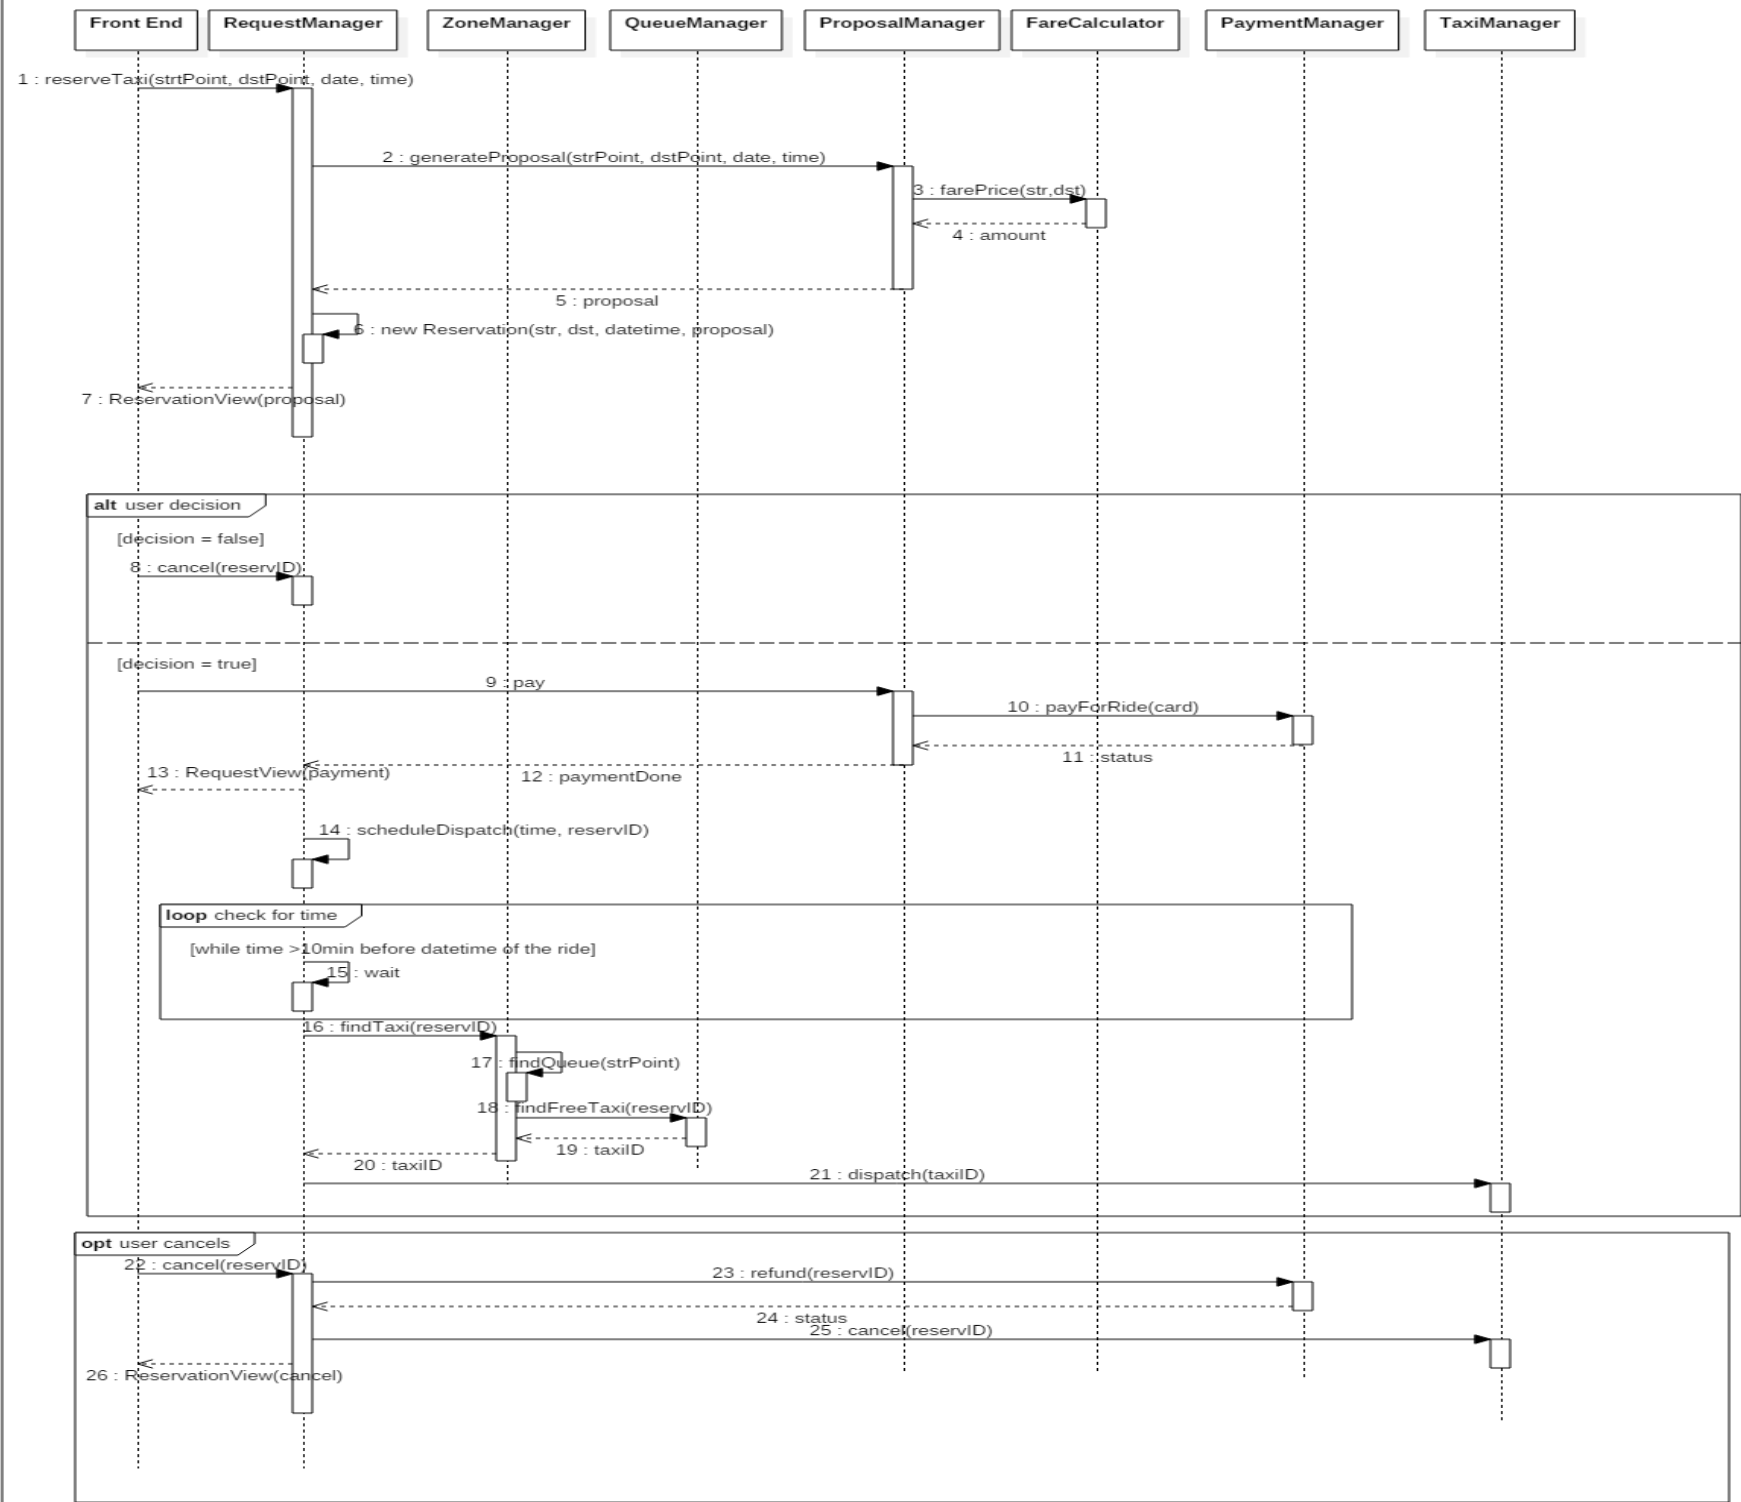 Front End
RequestManager
ZoneManager
QueueManager
ProposalManager
FareCalculator
PaymentManager
TaxiManager
1 : reserveTaxi(strtPoint, dstPoint, date, time)
2 : generateProposal(strPoint, dstPoint, date, time)
3 : farePrice(str,dst)
4 : amount
5 : proposal
6 : new Reservation(str, dst, datetime, proposal)
7 : ReservationView(proposal)
alt user decision
[decision = false]
8 : cancel(reservID)
[decision = true]
9 : pay
10 : payForRide(card)
11 : status
12 : paymentDone
13 : RequestView(payment)
14 : scheduleDispatch(time, reservID)
loop check for time
[while time >10min before datetime of the ride]
15 : wait
16 : findTaxi(reservID)
17 : findQueue(strPoint)
18 : findFreeTaxi(reservID)
19 : taxiID
20 : taxiID
21 : dispatch(taxiID)
opt user cancels
22 : cancel(reservID)
23 : refund(reservID)
24 : status
25 : cancel(reservID)
26 : ReservationView(cancel)